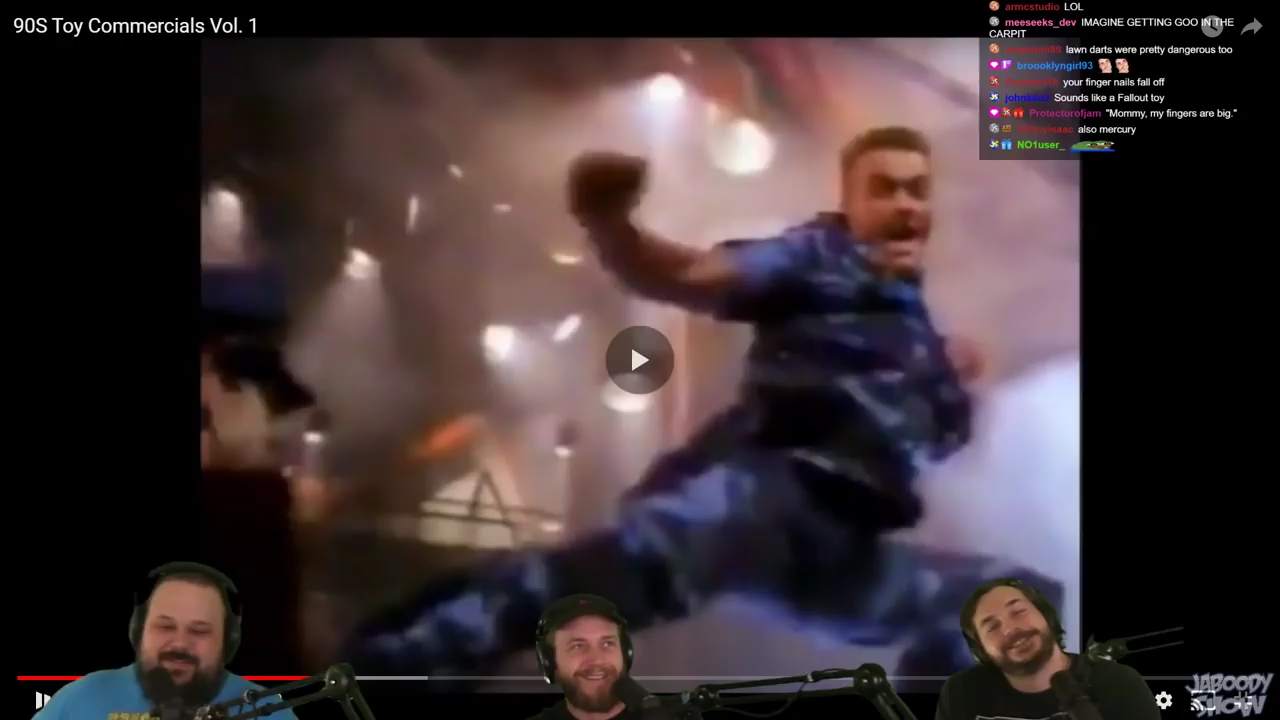 90S Toy Commercials Vol. 1
armcstudio LOL
meeseeks_dev IMAGINE GETTING GOO IN THE
CARPIT
lawn darts were pretty dangerous too
broooklyngirl93
your finger nails fall off
Sounds like a Fallout toy
Protectorofjam "Mommy, my fingers are big."
also mercury
NO1user_
JABOODY
SHOW